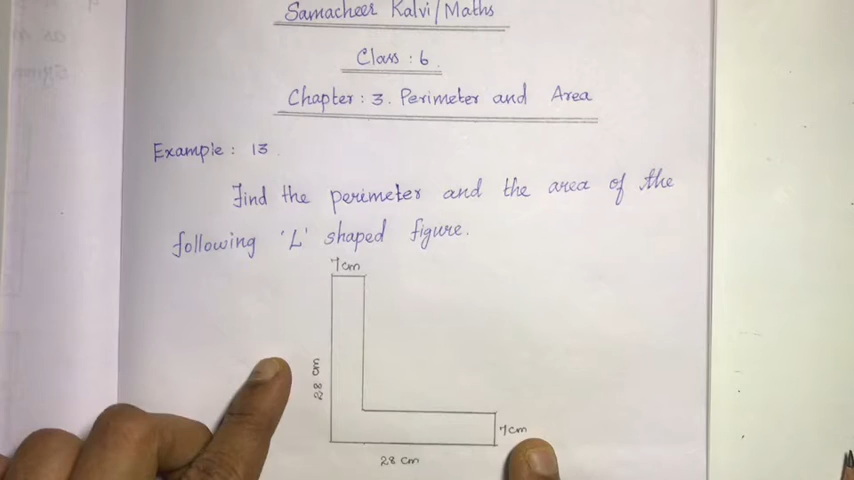 Samacheer Kalvi/Maths
Class : 6
Chapter : 3. Perimeter and Area
Example : 13
Find the perimeter and the area of the
following 'L' shaped figure.
7cm
28 cm
7cm
28 cm